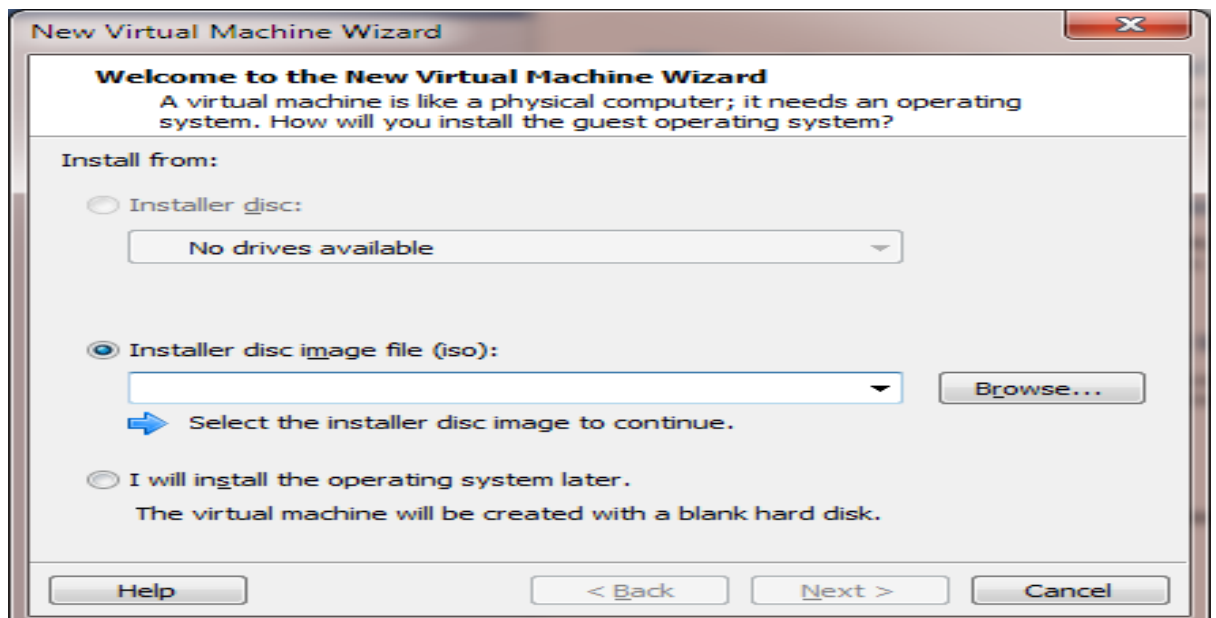 New Virtual Machine Wizard
Welcome to the New Virtual Machine Wizard
A virtual machine is like a physical computer; it needs an operating
system. How will you install the guest operating system?
Install from:
Installer disc:
No drives available
Installer disc image file (iso):
Browse...
Select the installer disc image to continue.
I will install the operating system later.
The virtual machine will be created with a blank hard disk.
Help
< Back
Next >
Cancel